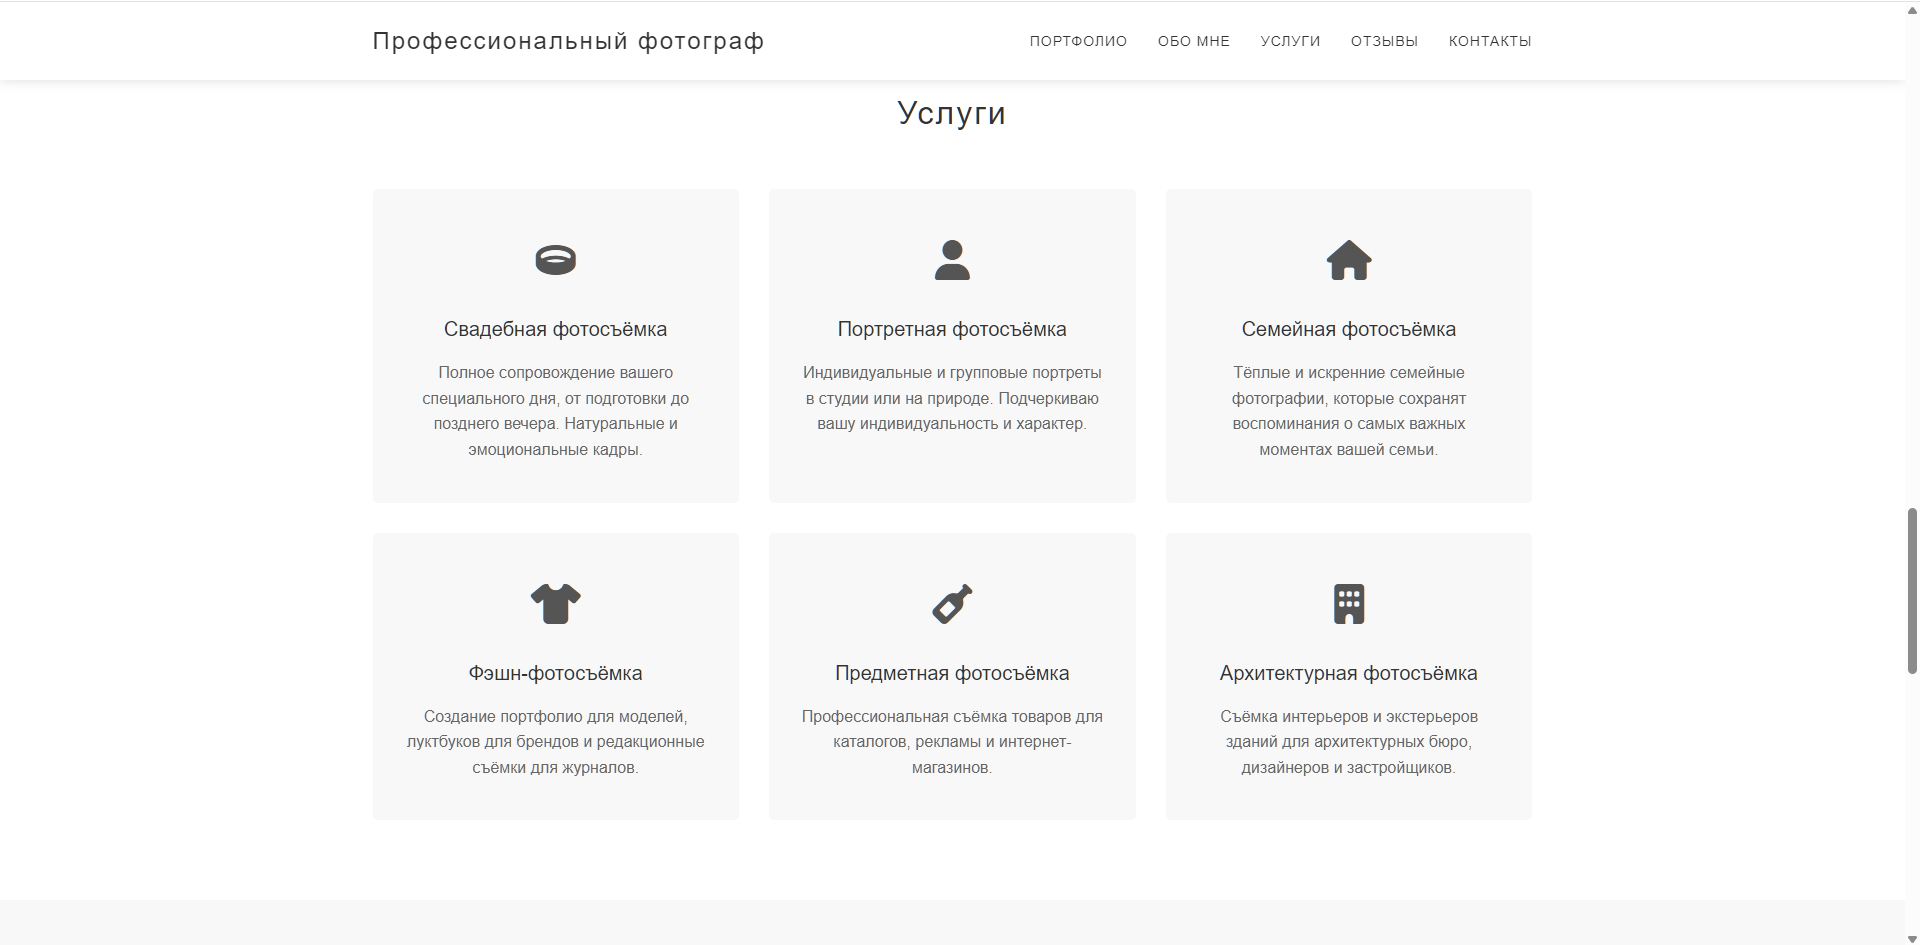 Профессиональный фотограф
ПОРТФОЛИО ОБО МНЕ УСЛУГИ ОТЗЫВЫ КОНТАКТЫ
Услуги
Свадебная фотосъёмка
Полное сопровождение вашего
специального дня, от подготовки до
позднего вечера. Натуральные и
эмоциональные кадры.
Портретная фотосъёмка
Индивидуальные и групповые портреты
в студии или на природе. Подчеркиваю
вашу индивидуальность и характер.
Семейная фотосъёмка
Тёплые и искренние семейные
фотографии, которые сохранят
воспоминания о самых важных
моментах вашей семьи.
Фэшн-фотосъёмка
Создание портфолио для моделей,
луктбуков для брендов и редакционные
съёмки для журналов.
Предметная фотосъёмка
Профессиональная съёмка товаров для
каталогов, рекламы и интернет-
магазинов.
Архитектурная фотосъёмка
Съёмка интерьеров и экстерьеров
зданий для архитектурных бюро,
дизайнеров и застройщиков.